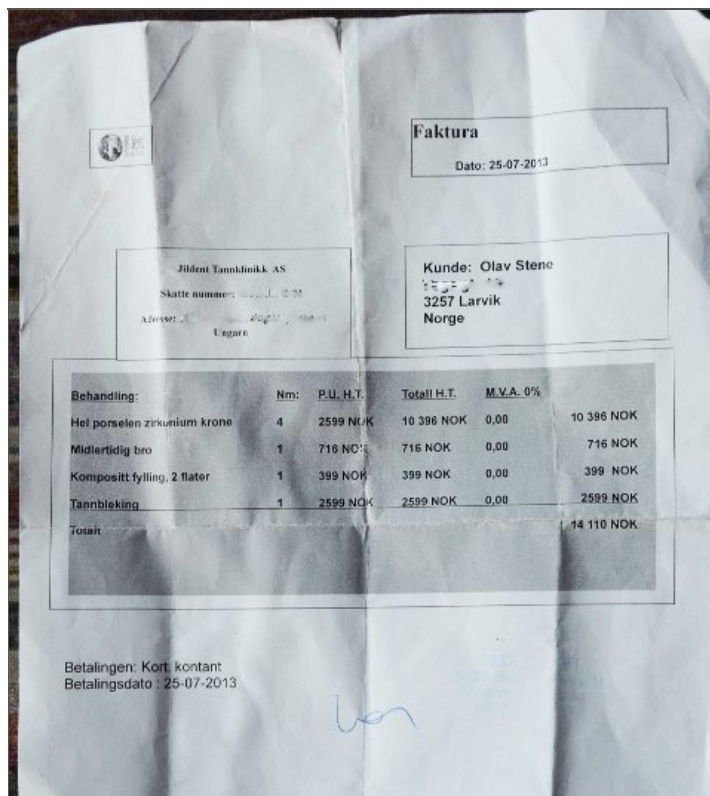 Faktura
Dato: 25-07-2013
Jildent Tannklinikk AS
Skatte nummer:
Adresse:
Ungarn
Kunde: Olav Stene
3257 Larvik
Norge
Behandling: Nm: P.U. H.T. Totall H.T. M.V.A. 0%
Hel porselen zirkunium krone 4 2599 NOK 10 396 NOK 0,00 10 396 NOK
Midlertidig bro 1 716 NOK 716 NOK 0,00 716 NOK
Kompositt fylling, 2 flater 1 399 NOK 399 NOK 0,00 399 NOK
Tannbleking 1 2599 NOK 2599 NOK 0,00 2599 NOK
Totalt 14 110 NOK
Betalingen: Kort, kontant
Betalingsdato : 25-07-2013